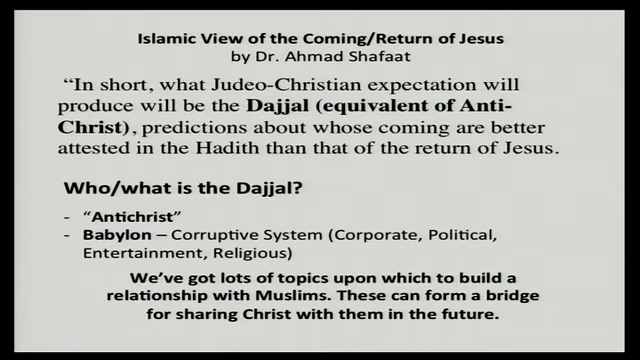 Islamic View of the Coming/Return of Jesus
by Dr. Ahmad Shafaat
“In short, what Judeo-Christian expectation will
produce will be the Dajjal (equivalent of Anti-
Christ), predictions about whose coming are better
attested in the Hadith than that of the return of Jesus.
Who/what is the Dajjal?
- “Antichrist”
- Babylon – Corruptive System (Corporate, Political,
Entertainment, Religious)
We’ve got lots of topics upon which to build a
relationship with Muslims. These can form a bridge
for sharing Christ with them in the future.